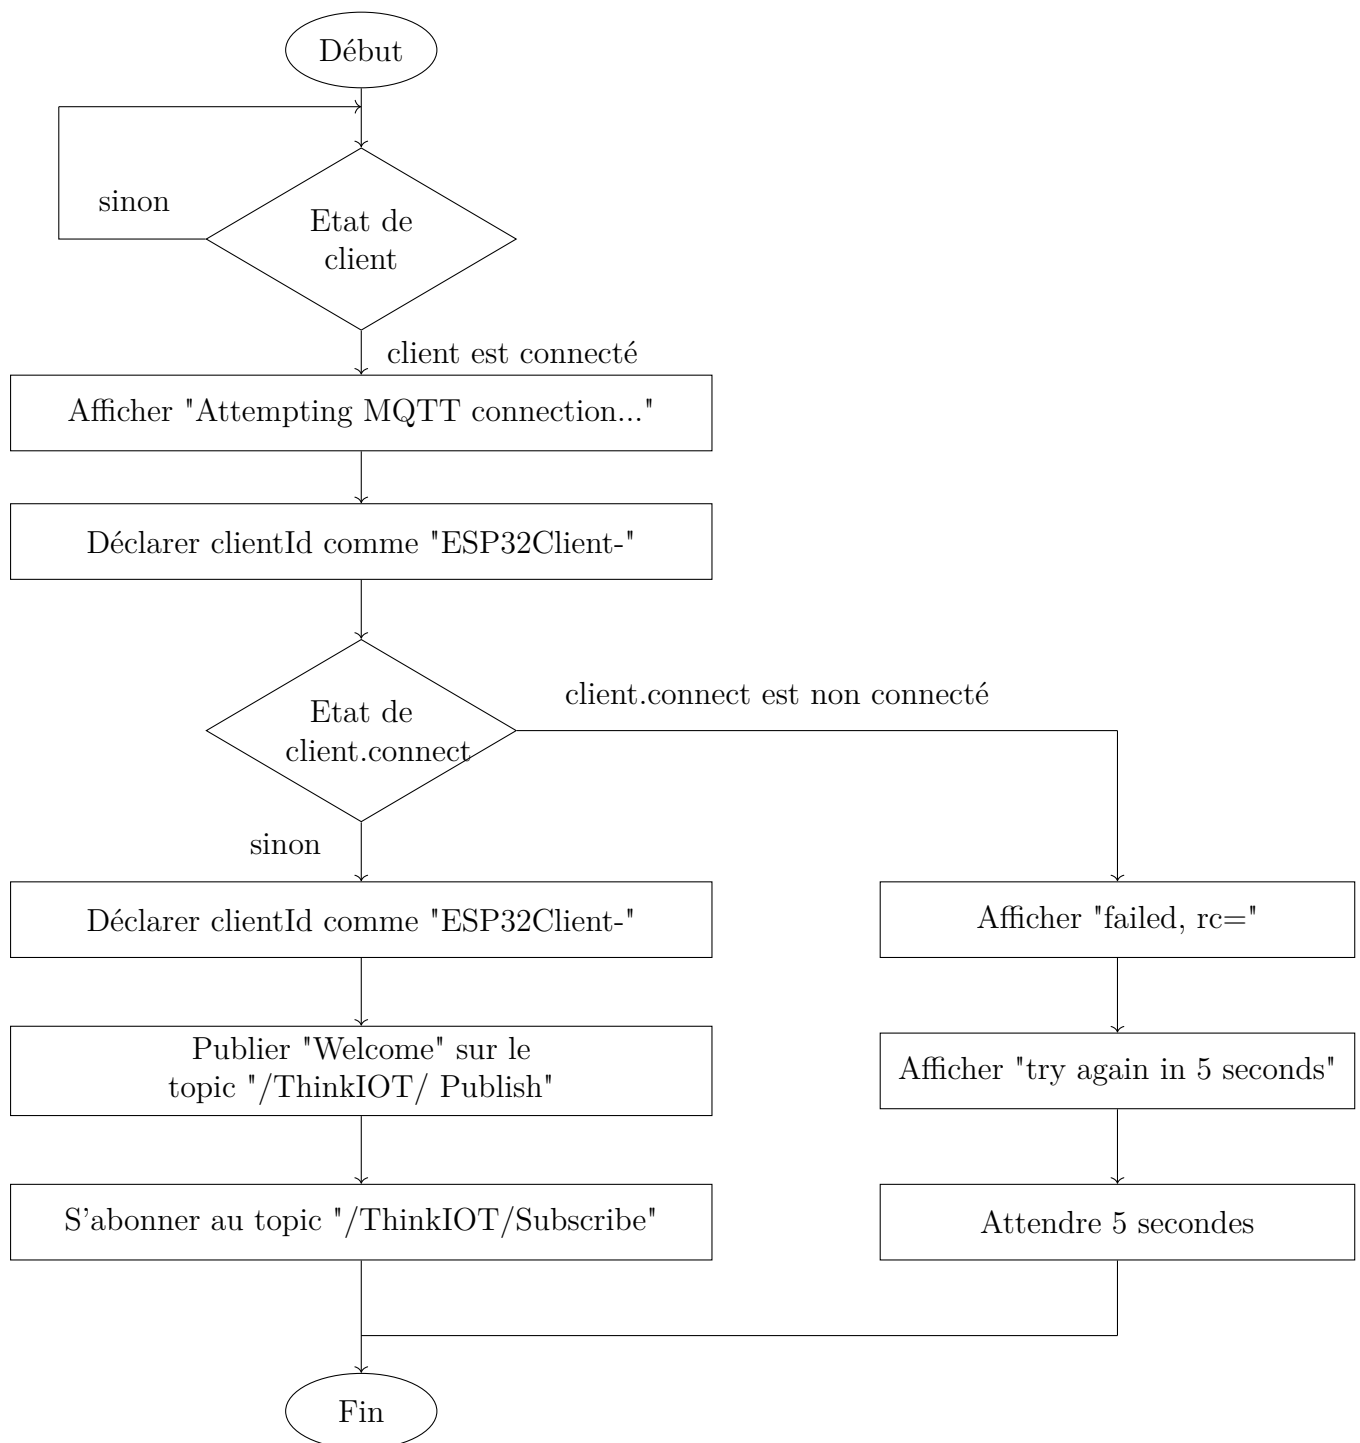 Début
sinon
Etat de
client
client est connecté
Afficher "Attempting MQTT connection..."
Déclarer clientId comme "ESP32Client-"
client.connect est non connecté
Etat de
client.connect
sinon
Déclarer clientId comme "ESP32Client-"
Afficher "failed, rc="
Publier "Welcome" sur le
topic "/ThinkIOT/ Publish"
Afficher "try again in 5 seconds"
S'abonner au topic "/ThinkIOT/Subscribe"
Attendre 5 secondes
Fin